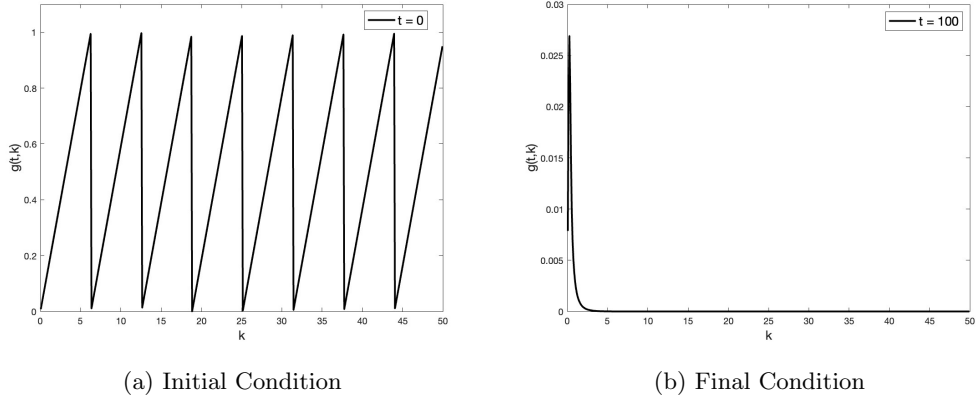 t = 0
1
0.8
0.6
0.4
0.2
0
g(t,k)
0 5 10 15 20 25 30 35 40 45 50
k
(a) Initial Condition
0.03
t = 100
0.025
0.02
0.015
0.01
0.005
0
g(t,k)
0 5 10 15 20 25 30 35 40 45 50
k
(b) Final Condition